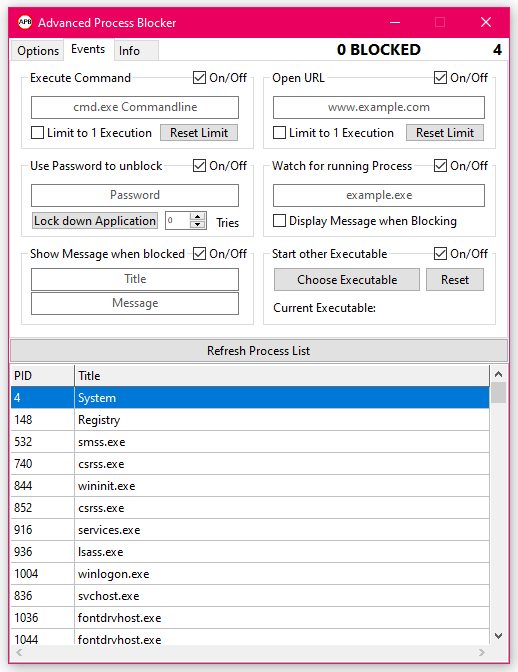 APB Advanced Process Blocker
Options Events Info 0 BLOCKED 4
Execute Command On/Off
cmd.exe Commandline
Limit to 1 Execution Reset Limit
Open URL On/Off
www.example.com
Limit to 1 Execution Reset Limit
Use Password to unblock On/Off
Password
Lock down Application 0 Tries
Watch for running Process On/Off
example.exe
Display Message when Blocking
Show Message when blocked On/Off
Title
Message
Start other Executable On/Off
Choose Executable Reset
Current Executable:
Refresh Process List
PID Title
4 System
148 Registry
532 smss.exe
740 csrss.exe
844 wininit.exe
852 csrss.exe
916 services.exe
936 lsass.exe
1004 winlogon.exe
836 svchost.exe
1036 fontdrvhost.exe
1044 fontdrvhost.exe